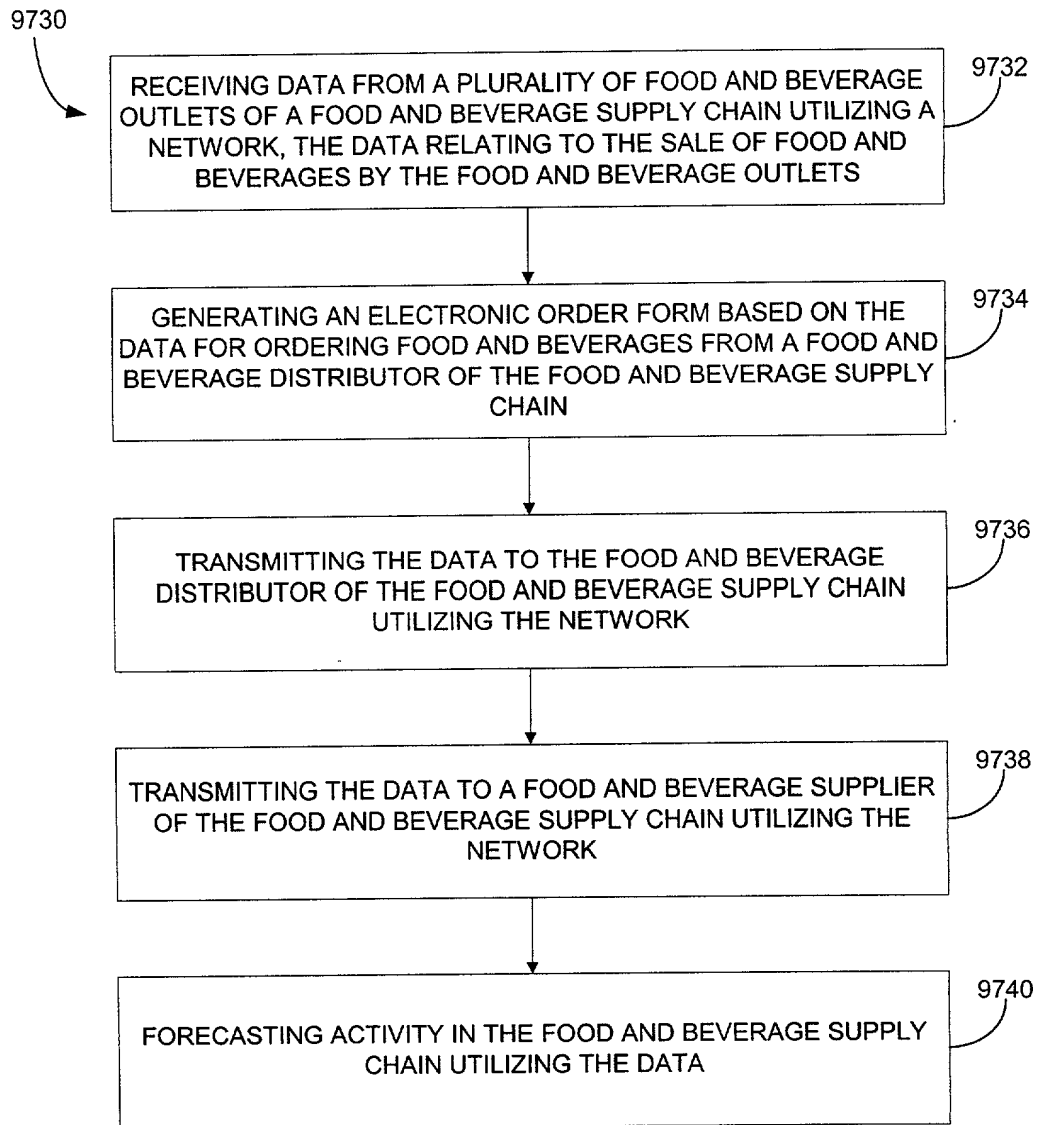 9730
9732
RECEIVING DATA FROM A PLURALITY OF FOOD AND BEVERAGE
OUTLETS OF A FOOD AND BEVERAGE SUPPLY CHAIN UTILIZING A
NETWORK, THE DATA RELATING TO THE SALE OF FOOD AND
BEVERAGES BY THE FOOD AND BEVERAGE OUTLETS
9734
GENERATING AN ELECTRONIC ORDER FORM BASED ON THE
DATA FOR ORDERING FOOD AND BEVERAGES FROM A FOOD AND
BEVERAGE DISTRIBUTOR OF THE FOOD AND BEVERAGE SUPPLY
CHAIN
9736
TRANSMITTING THE DATA TO THE FOOD AND BEVERAGE
DISTRIBUTOR OF THE FOOD AND BEVERAGE SUPPLY CHAIN
UTILIZING THE NETWORK
9738
TRANSMITTING THE DATA TO A FOOD AND BEVERAGE SUPPLIER
OF THE FOOD AND BEVERAGE SUPPLY CHAIN UTILIZING THE
NETWORK
9740
FORECASTING ACTIVITY IN THE FOOD AND BEVERAGE SUPPLY
CHAIN UTILIZING THE DATA